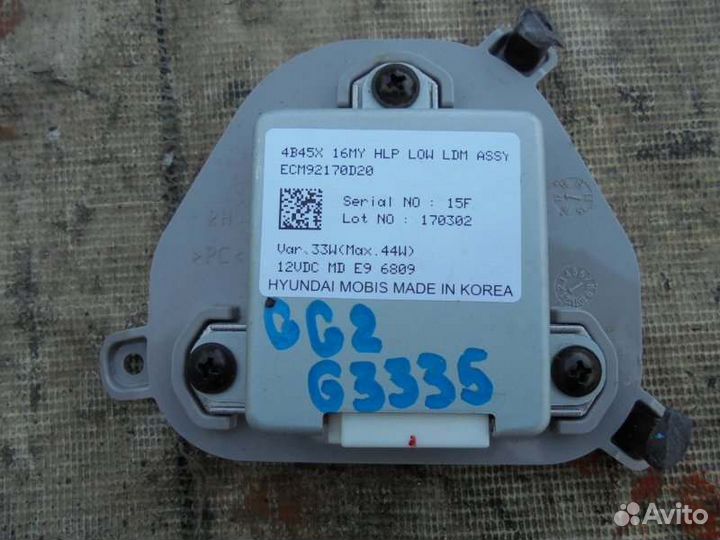 4B45X 16MY HLP LOW LDM ASSY
ECM92170D20
Serial NO : 15F
Lot NO : 170302
Var.33W(Max.44W)
12VDC MD E9 6809
HYUNDAI MOBIS MADE IN KOREA
>PC<
GG2
G3335
Avito